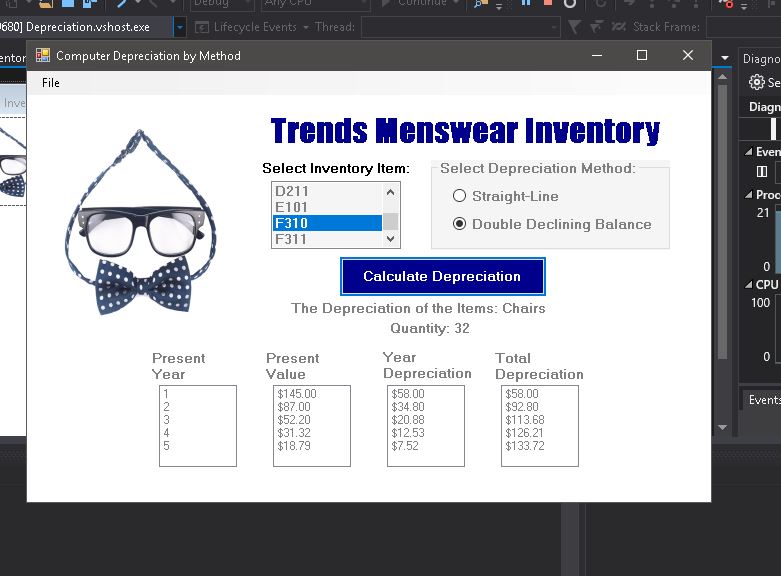 Debug
Any CPU
Continue
9680] Depreciation.vshost.exe
Lifecycle Events
Thread:
Stack Frame:
Computer Depreciation by Method
Diagno
File
Trends Menswear Inventory
Select Inventory Item:
D211
E101
F310
F311
Select Depreciation Method:
Straight-Line
Double Declining Balance
Calculate Depreciation
The Depreciation of the Items: Chairs
Quantity: 32
Present Year
Present Value
Year Depreciation
Total Depreciation
1 $145.00 $58.00 $58.00
2 $87.00 $34.80 $92.80
3 $52.20 $20.88 $113.68
4 $31.32 $12.53 $126.21
5 $18.79 $7.52 $133.72
Inve
Se
Diagn
Even
Proc
21
0
CPU
100
0
Events